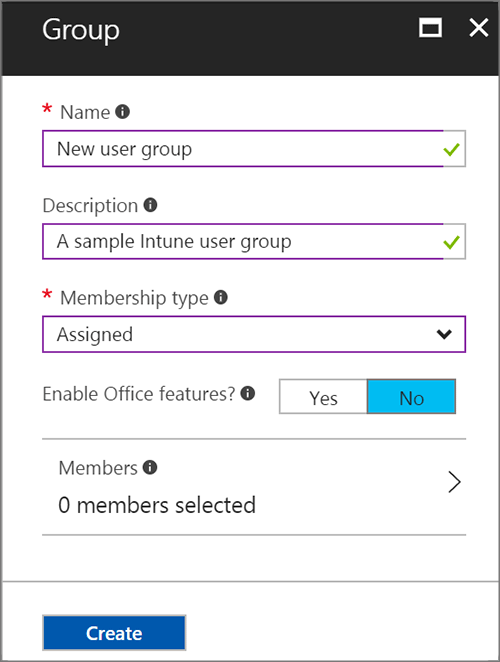 Group
* Name
New user group
Description
A sample Intune user group
* Membership type
Assigned
Enable Office features? Yes No
Members
0 members selected
Create